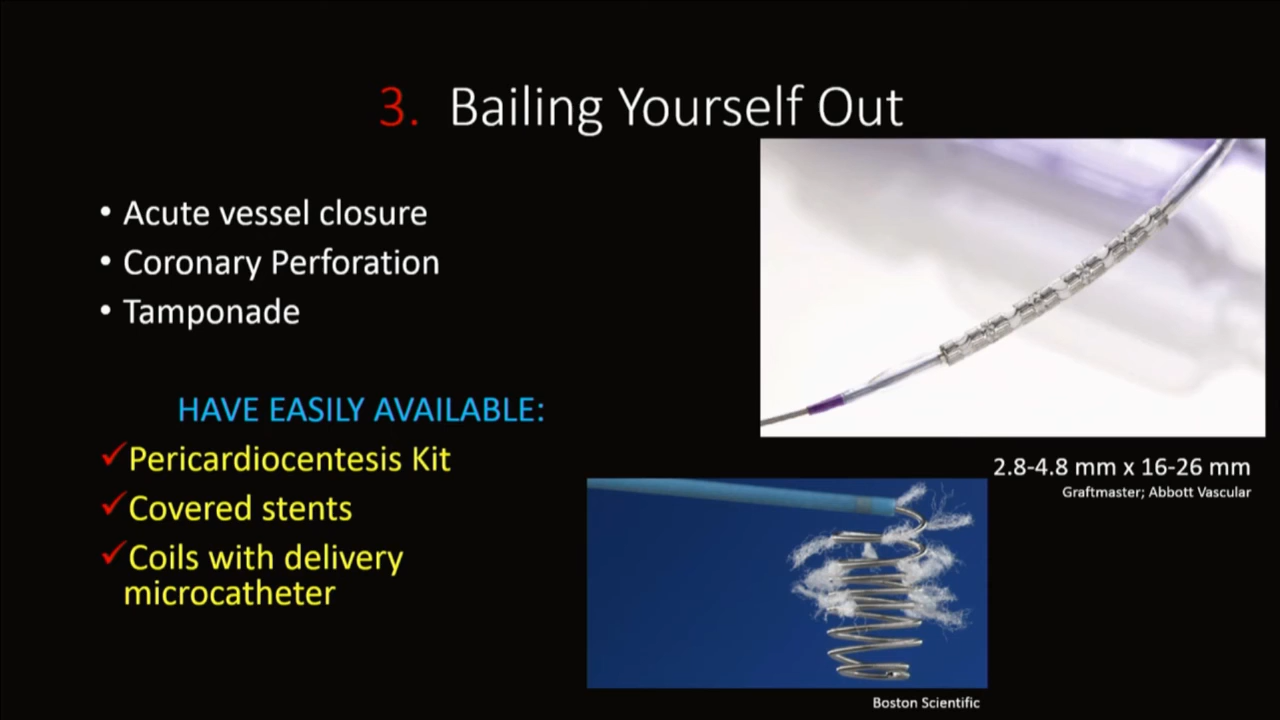 3. Bailing Yourself Out
• Acute vessel closure
• Coronary Perforation
• Tamponade
HAVE EASILY AVAILABLE:
✓Pericardiocentesis Kit
✓Covered stents
✓Coils with delivery
microcatheter
2.8-4.8 mm x 16-26 mm
Graftmaster; Abbott Vascular
Boston Scientific